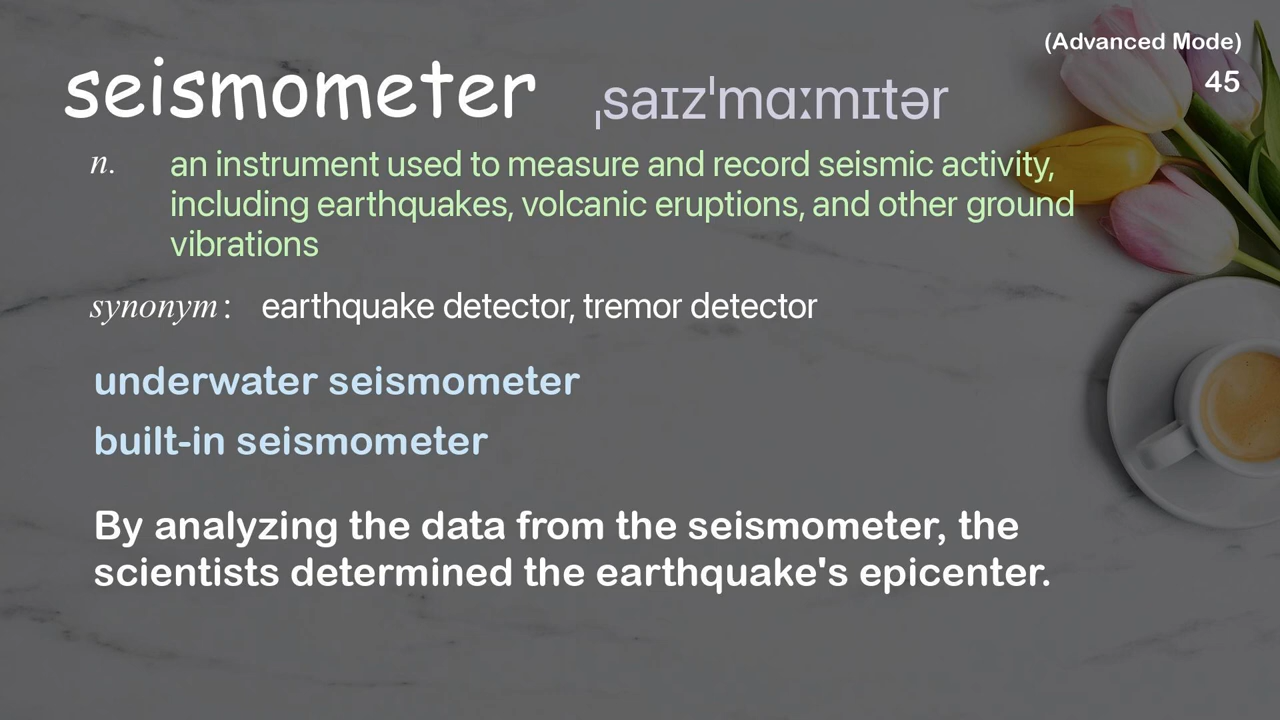 (Advanced Mode)
seismometer ˌsaɪzˈmɑːmɪtər
45
n. an instrument used to measure and record seismic activity,
including earthquakes, volcanic eruptions, and other ground
vibrations
synonym: earthquake detector, tremor detector
underwater seismometer
built-in seismometer
By analyzing the data from the seismometer, the
scientists determined the earthquake's epicenter.